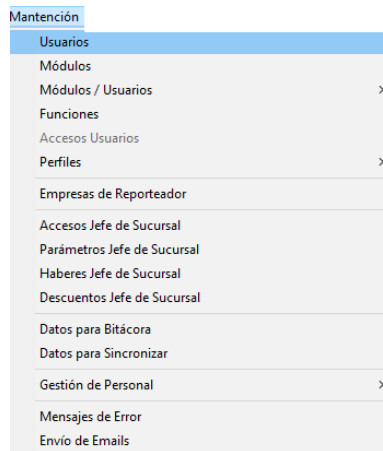 Mantención
Usuarios
Módulos
Módulos / Usuarios
Funciones
Accesos Usuarios
Perfiles
Empresas de Reporteador
Accesos Jefe de Sucursal
Parámetros Jefe de Sucursal
Haberes Jefe de Sucursal
Descuentos Jefe de Sucursal
Datos para Bitácora
Datos para Sincronizar
Gestión de Personal
Mensajes de Error
Envío de Emails